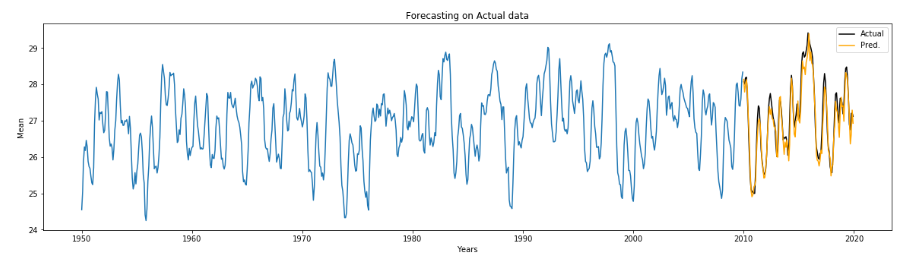 Forecasting on Actual data
Actual
Pred.
29
28
27
26
25
24
Mean
1950
1960
1970
1980
1990
2000
2010
2020
Years